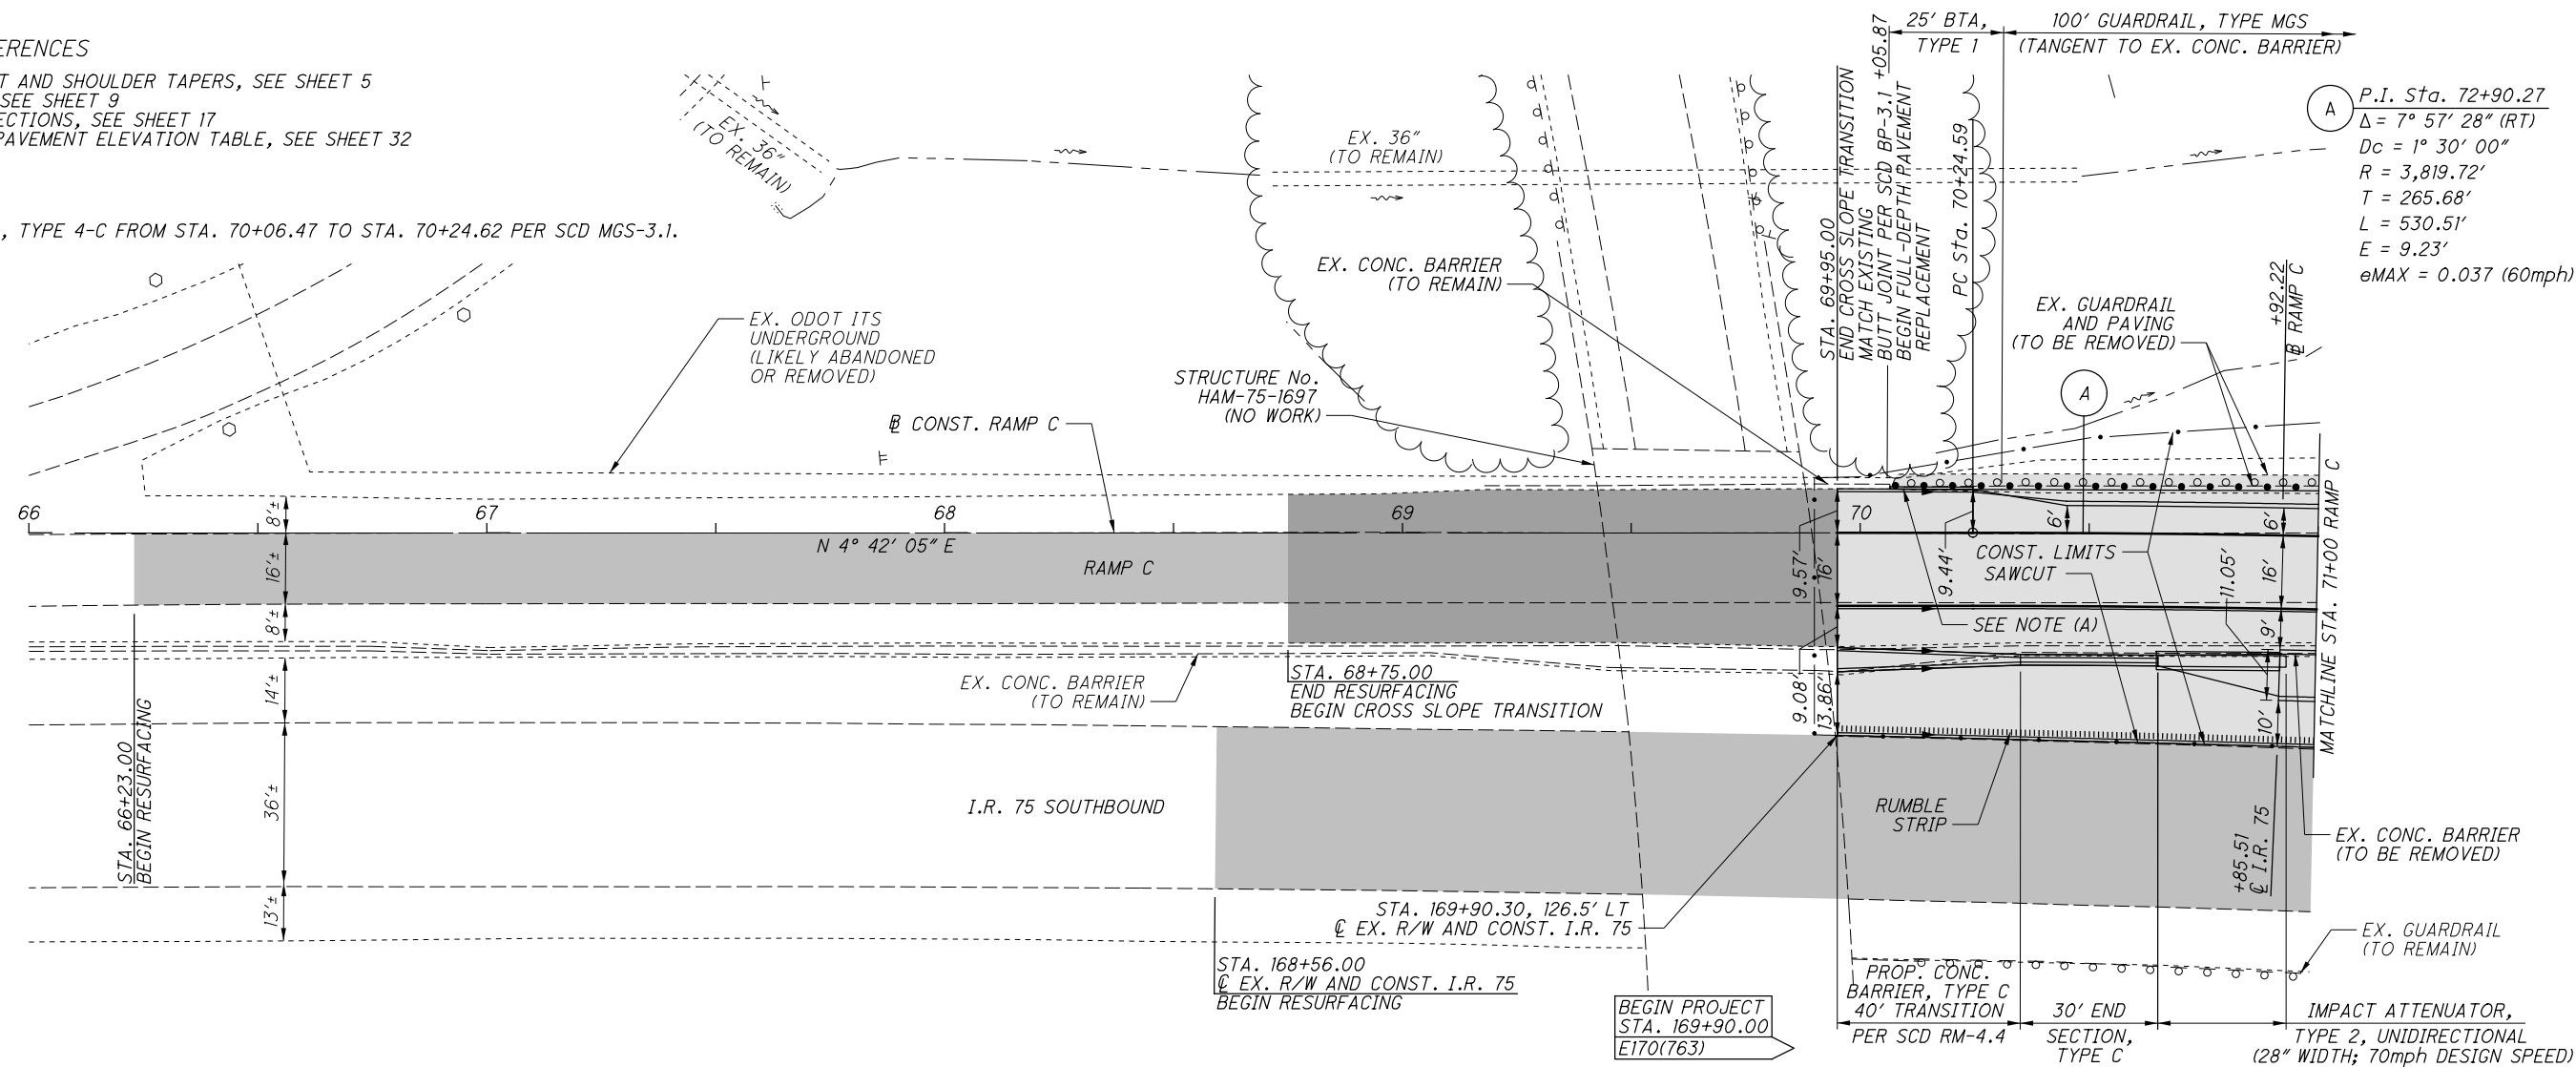 ERENCES
T AND SHOULDER TAPERS, SEE SHEET 5
SEE SHEET 9
ECTIONS, SEE SHEET 17
PAVEMENT ELEVATION TABLE, SEE SHEET 32
, TYPE 4-C FROM STA. 70+06.47 TO STA. 70+24.62 PER SCD MGS-3.1.
EX. 36"
(TO REMAIN)
EX. 36"
(TO REMAIN)
25' BTA,
TYPE 1
100' GUARDRAIL, TYPE MGS
(TANGENT TO EX. CONC. BARRIER)
A
P.I. Sta. 72+90.27
Δ = 7° 57' 28" (RT)
Dc = 1° 30' 00"
R = 3,819.72'
T = 265.68'
L = 530.51'
E = 9.23'
eMAX = 0.037 (60mph)
STA. 69+95.00
END CROSS SLOPE TRANSITION
MATCH EXISTING
BUTT JOINT PER SCD BP-3.1
+05.87
BEGIN FULL-DEPTH PAVEMENT
REPLACEMENT
PC Sta. 70+24.59
EX. CONC. BARRIER
(TO REMAIN)
EX. GUARDRAIL
AND PAVING
(TO BE REMOVED)
+92.22
℄ RAMP C
EX. ODOT ITS
UNDERGROUND
(LIKELY ABANDONED
OR REMOVED)
STRUCTURE No.
HAM-75-1697
(NO WORK)
℄ CONST. RAMP C
A
66
67
68
69
70
8'±
16'±
8'±
14'±
36'±
13'±
N 4° 42' 05" E
RAMP C
9.57'
16'
9.08'
13.86'
9.44'
6'
CONST. LIMITS
SAWCUT
SEE NOTE (A)
11.05'
6'
16'
9'
10'
MATCHLINE STA. 71+00 RAMP C
STA. 66+23.00
BEGIN RESURFACING
EX. CONC. BARRIER
(TO REMAIN)
STA. 68+75.00
END RESURFACING
BEGIN CROSS SLOPE TRANSITION
I.R. 75 SOUTHBOUND
RUMBLE
STRIP
+85.51
℄ I.R. 75
EX. CONC. BARRIER
(TO BE REMOVED)
STA. 169+90.30, 126.5' LT
℄ EX. R/W AND CONST. I.R. 75
STA. 168+56.00
℄ EX. R/W AND CONST. I.R. 75
BEGIN RESURFACING
EX. GUARDRAIL
(TO REMAIN)
BEGIN PROJECT
STA. 169+90.00
E170(763)
PROP. CONC.
BARRIER, TYPE C
40' TRANSITION
PER SCD RM-4.4
30' END
SECTION,
TYPE C
IMPACT ATTENUATOR,
TYPE 2, UNIDIRECTIONAL
(28" WIDTH; 70mph DESIGN SPEED)